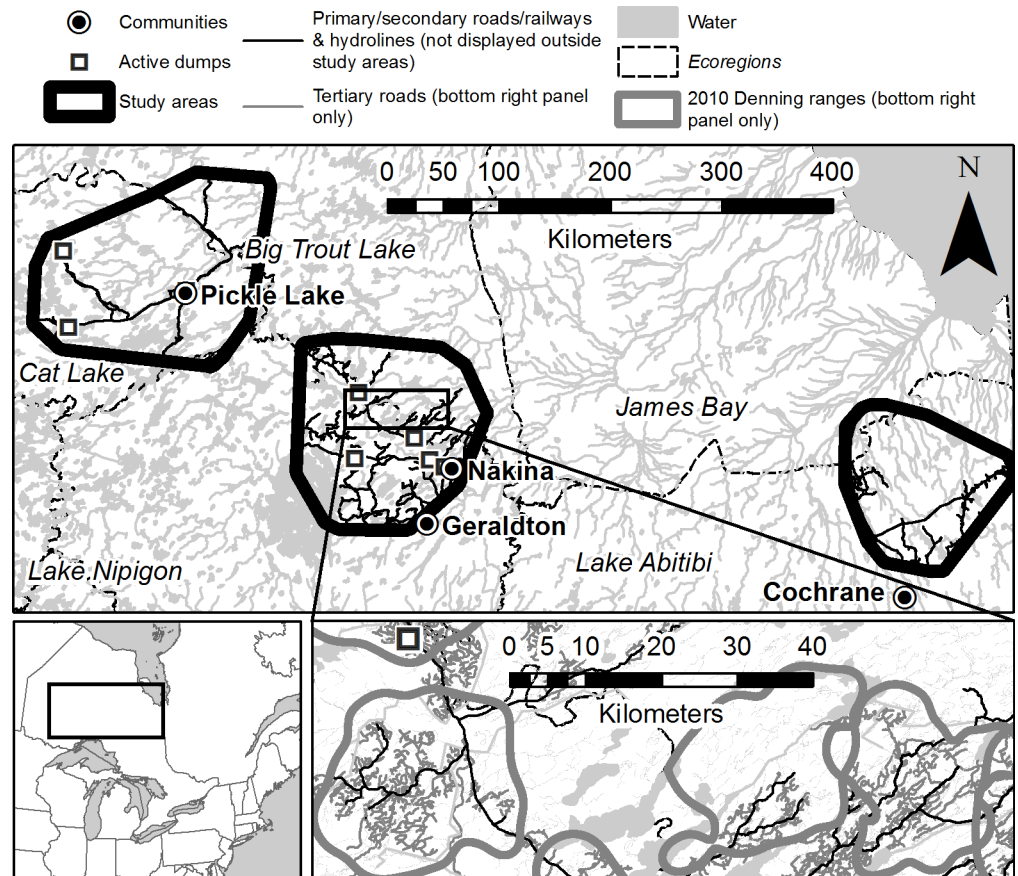 Communities
Active dumps
Study areas
Primary/secondary roads/railways
& hydrolines (not displayed outside
study areas)
Tertiary roads (bottom right panel
only)
Water
Ecoregions
2010 Denning ranges (bottom right
panel only)
0 50 100 200 300 400
Kilometers
N
Big Trout Lake
Pickle Lake
Cat Lake
James Bay
Nakina
Geraldton
Lake Nipigon
Lake Abitibi
Cochrane
0 5 10 20 30 40
Kilometers